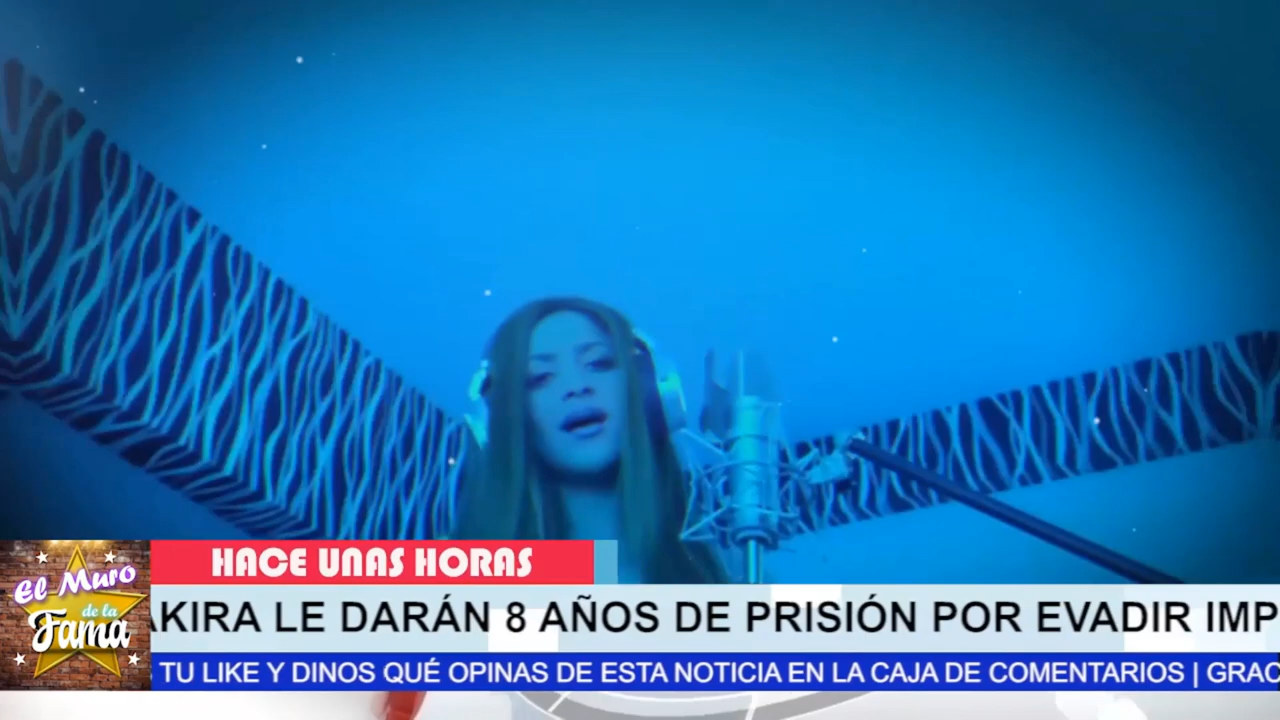 El Muro
de la
Fama
HACE UNAS HORAS
AKIRA LE DARÁN 8 AÑOS DE PRISIÓN POR EVADIR IMP
TU LIKE Y DINOS QUÉ OPINAS DE ESTA NOTICIA EN LA CAJA DE COMENTARIOS | GRAC